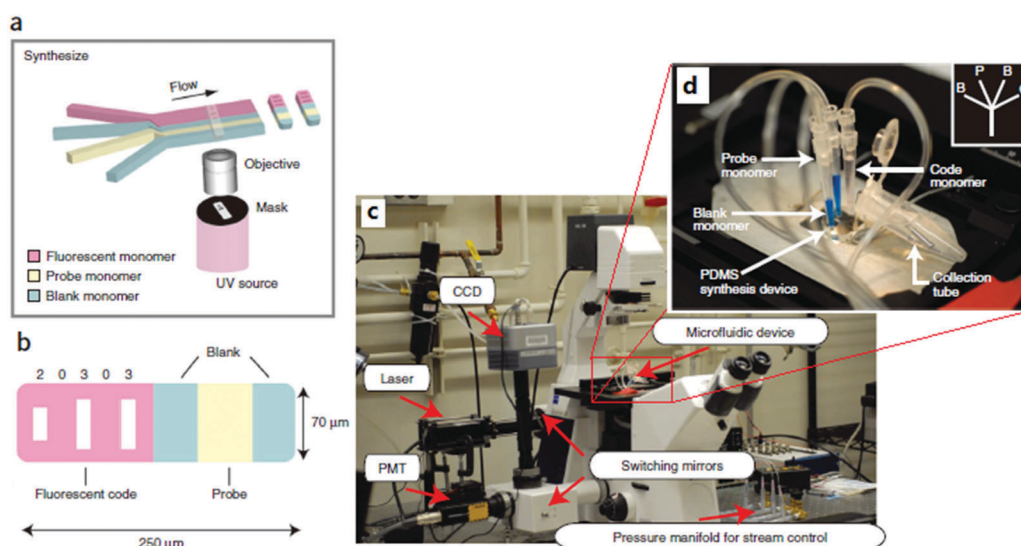 a
Synthesize
Flow
Objective
Mask
UV source
Fluorescent monomer
Probe monomer
Blank monomer
b
Blank
2 0 3 0 3
70 µm
Fluorescent code
Probe
250 µm
c
CCD
Laser
PMT
Microfluidic device
Switching mirrors
Pressure manifold for stream control
d
P B
B
Probe
monomer
Code
monomer
Blank
monomer
PDMS
synthesis device
Collection
tube